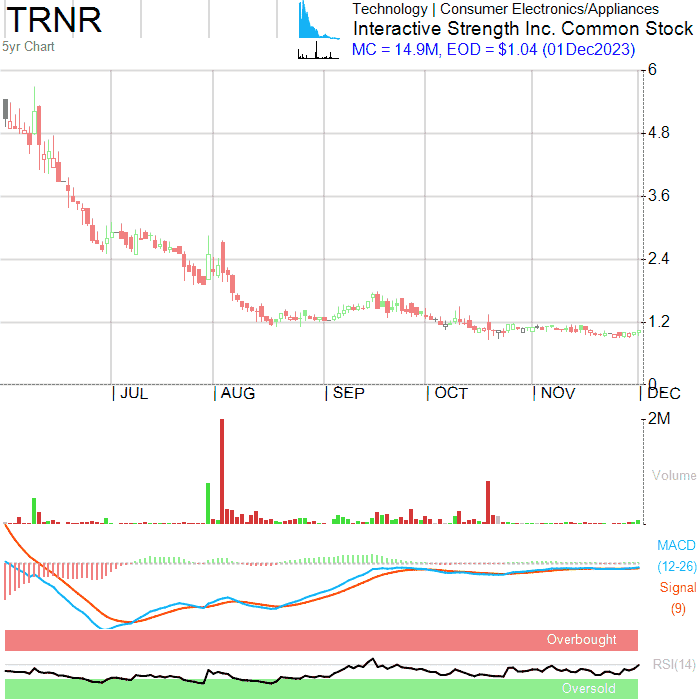 TRNR
5yr Chart
Technology | Consumer Electronics/Appliances
Interactive Strength Inc. Common Stock
MC = 14.9M, EOD = $1.04 (01Dec2023)
6
4.8
3.6
2.4
1.2
0
JUL AUG SEP OCT NOV DEC
2M
Volume
MACD
(12-26)
Signal
(9)
Overbought
RSI(14)
Oversold